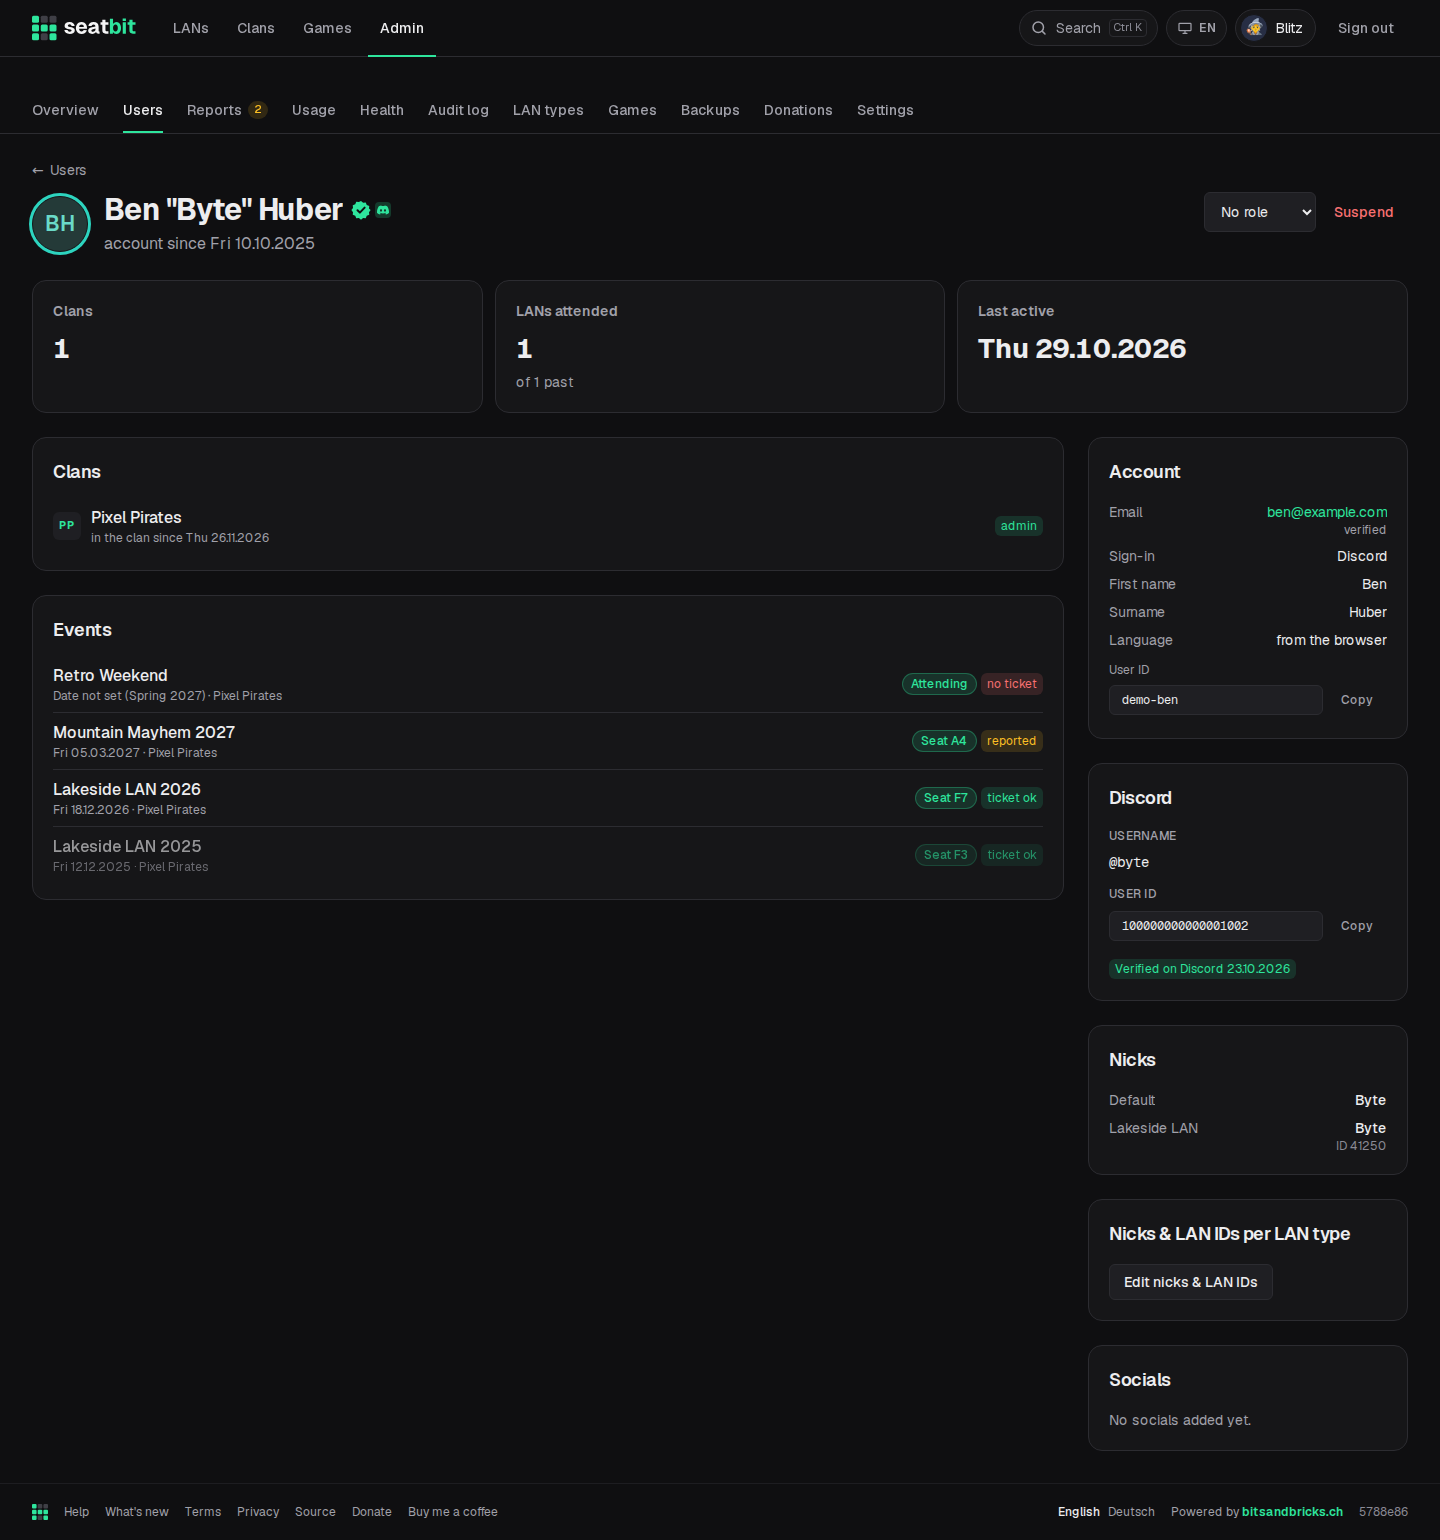 seatbit LANs Clans Games Admin Search Ctrl K EN Blitz Sign out
Overview Users Reports 2 Usage Health Audit log LAN types Games Backups Donations Settings
← Users
BH
Ben "Byte" Huber
account since Fri 10.10.2025
No role Suspend
Clans
1
LANs attended
1
of 1 past
Last active
Thu 29.10.2026
Clans
PP Pixel Pirates
in the clan since Thu 26.11.2026
admin
Events
Retro Weekend
Date not set (Spring 2027) · Pixel Pirates
Attending no ticket
Mountain Mayhem 2027
Fri 05.03.2027 · Pixel Pirates
Seat A4 reported
Lakeside LAN 2026
Fri 18.12.2026 · Pixel Pirates
Seat F7 ticket ok
Lakeside LAN 2025
Fri 12.12.2025 · Pixel Pirates
Seat F3 ticket ok
Account
Email ben@example.com
verified
Sign-in Discord
First name Ben
Surname Huber
Language from the browser
User ID
demo-ben Copy
Discord
USERNAME
@byte
USER ID
100000000000001002 Copy
Verified on Discord 23.10.2026
Nicks
Default Byte
Lakeside LAN Byte
ID 41250
Nicks & LAN IDs per LAN type
Edit nicks & LAN IDs
Socials
No socials added yet.
Help What's new Terms Privacy Source Donate Buy me a coffee English Deutsch Powered by bitsandbricks.ch 5788e86